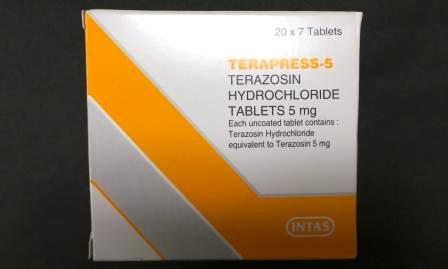 20 x 7 Tablets
TERAPRESS-5
TERAZOSIN
HYDROCHLORIDE
TABLETS 5 mg
Each uncoated tablet contains :
Terazosin Hydrochloride
equivalent to Terazosin 5 mg
INTAS